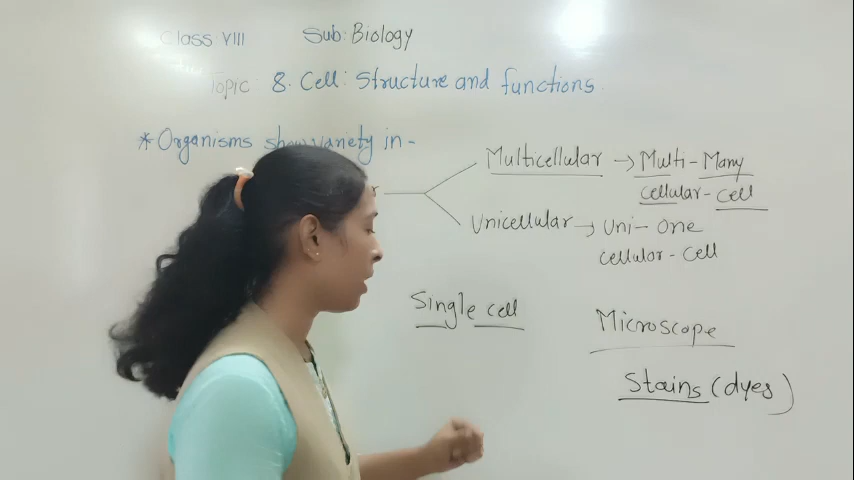 Class VIII Sub: Biology
Topic: 8. Cell: Structure and functions.
* Organisms show variety in -
r
Multicellular → Multi - Many
cellular - cell
Unicellular → Uni - One
cellular - cell
Single cell
Microscope
Stains (dyes)